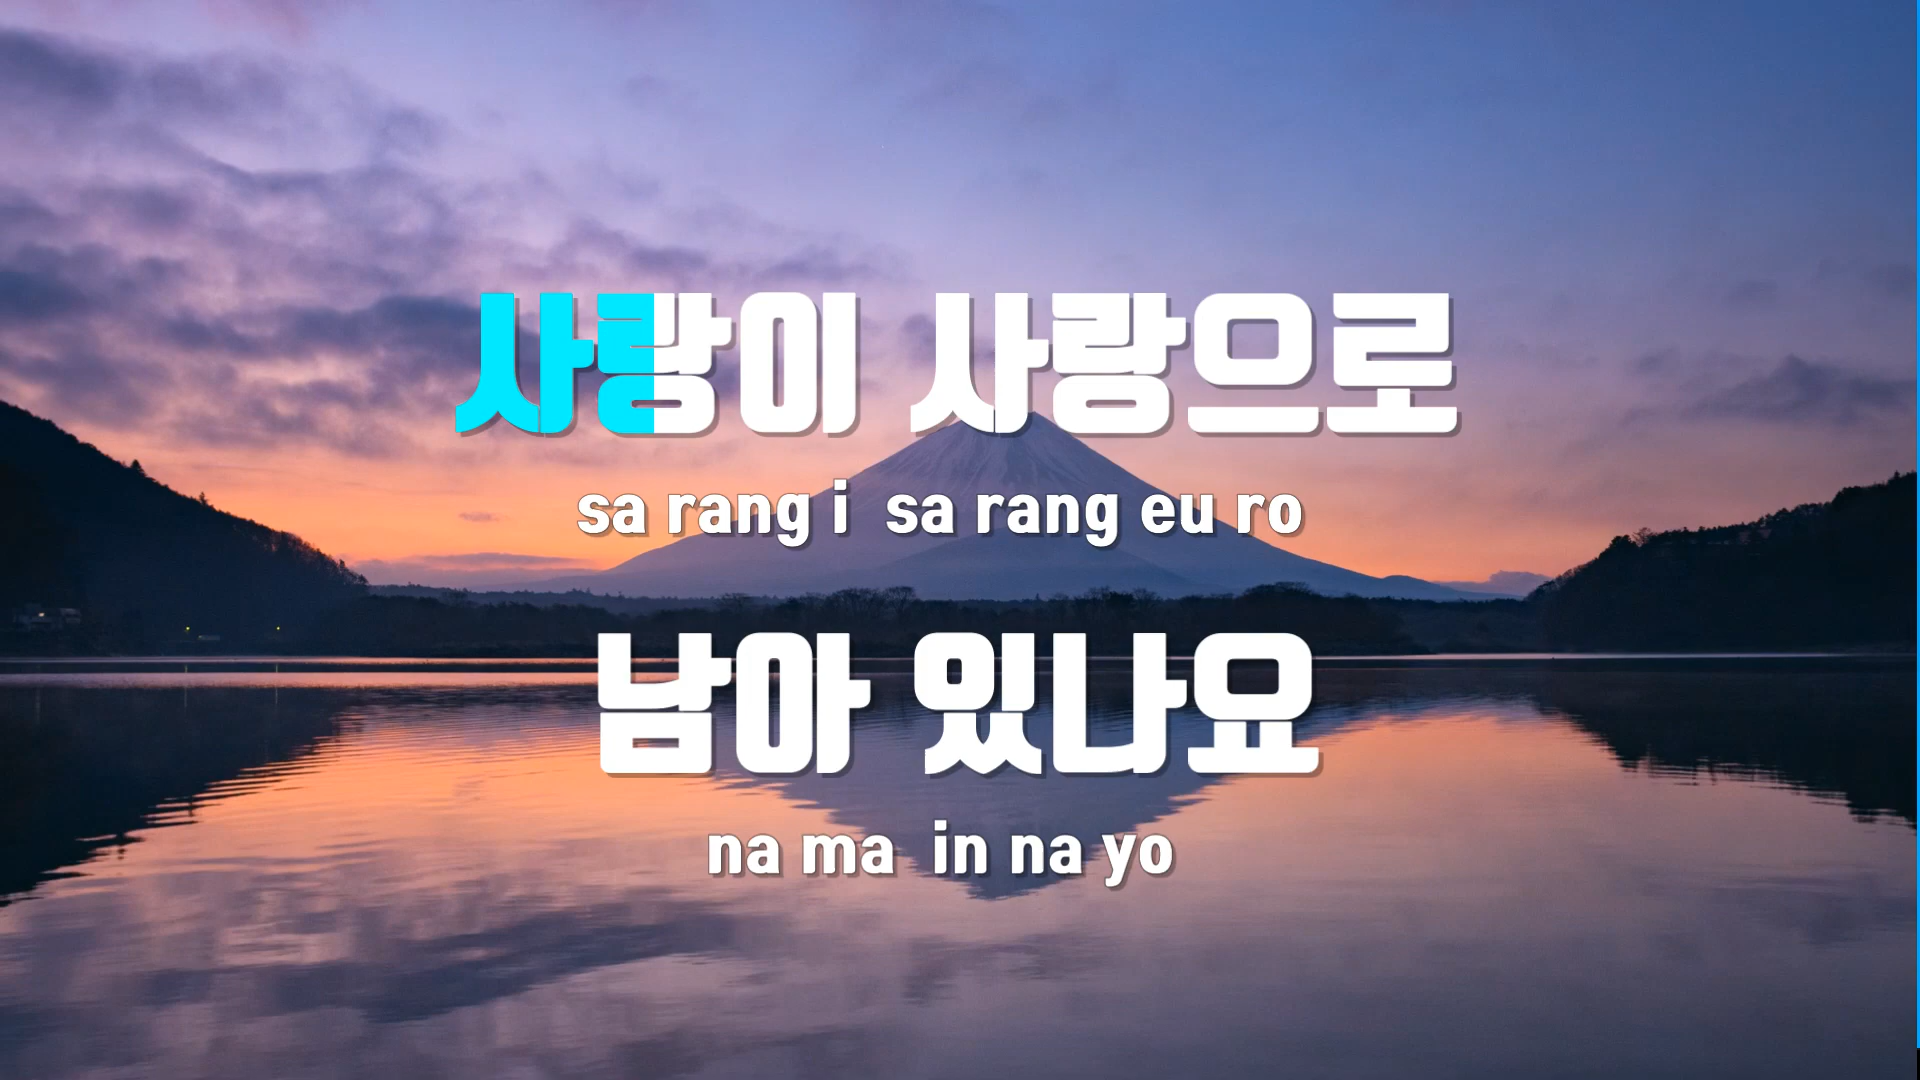 사랑이 사랑으로
sa rang i sa rang eu ro
남아 있나요
na ma in na yo